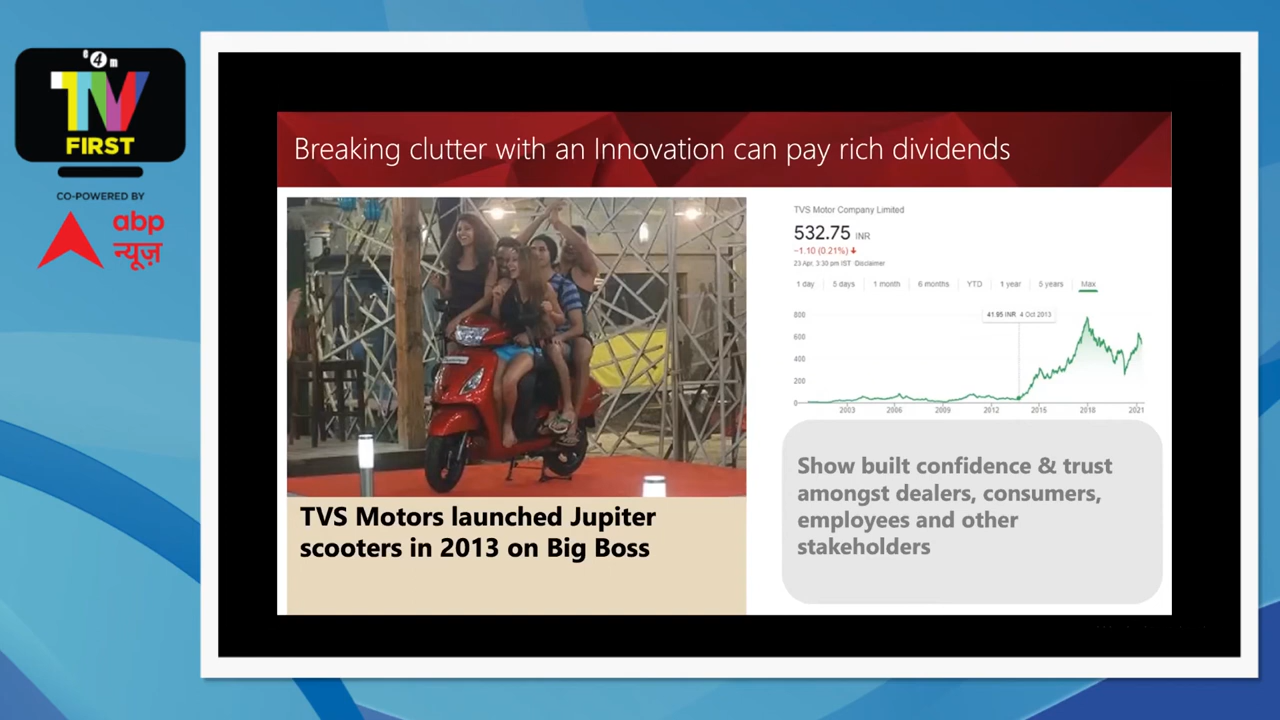 e4m
TV
FIRST
CO-POWERED BY
abp
न्यूज़
Breaking clutter with an Innovation can pay rich dividends
TVS Motors launched Jupiter
scooters in 2013 on Big Boss
TVS Motor Company Limited
532.75 INR
−1.10 (0.21%) ↓
23 Apr, 3:30 pm IST · Disclaimer
1 day 5 days 1 month 6 months YTD 1 year 5 years Max
41.95 INR 4 Oct 2013
800
600
400
200
0
2003 2006 2009 2012 2015 2018 2021
Show built confidence & trust
amongst dealers, consumers,
employees and other
stakeholders